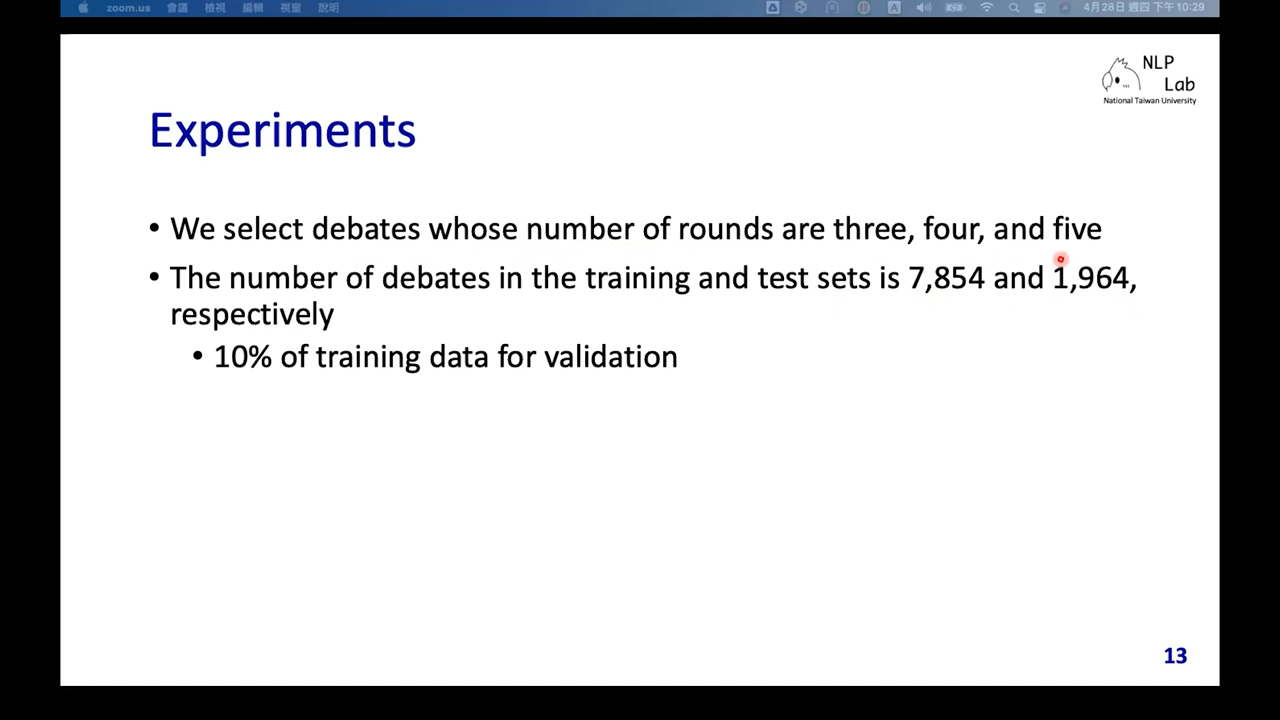 zoom.us 會議 檢視 編輯 視窗 說明 4月28日 週四 下午10:29
NLP
Lab
National Taiwan University
Experiments
• We select debates whose number of rounds are three, four, and five
• The number of debates in the training and test sets is 7,854 and 1,964,
respectively
• 10% of training data for validation
13